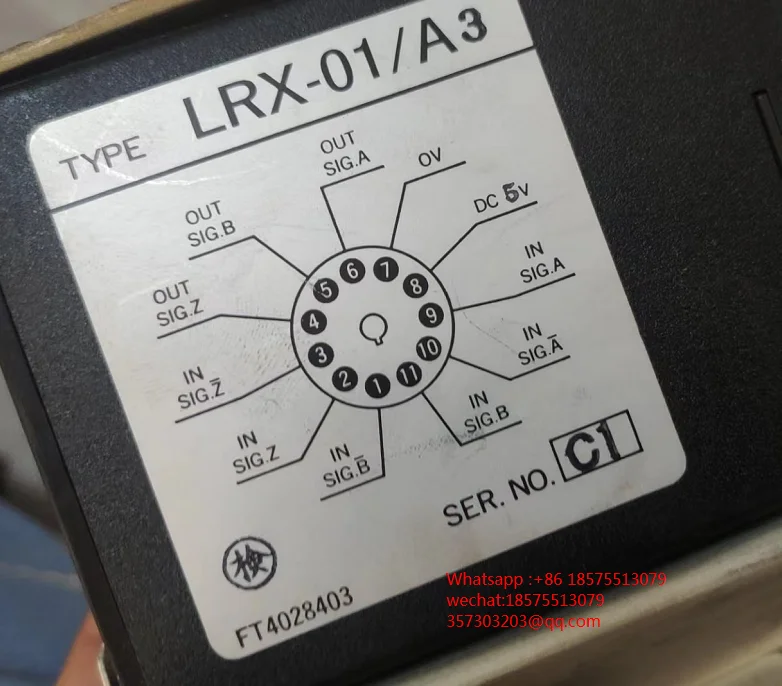 TYPE LRX-01/A3
OUT
SIG.A
0V
DC 5V
OUT
SIG.B
IN
SIG.A
OUT
SIG.Z
IN
SIG.A̅
IN
SIG.Z̅
IN
SIG.B
IN
SIG.Z
IN
SIG.B̅
6
7
5
8
4
9
3
10
2
11
1
SER. NO. C1
検
FT4028403
Whatsapp :+86 18575513079
wechat:18575513079
357303203@qq.com